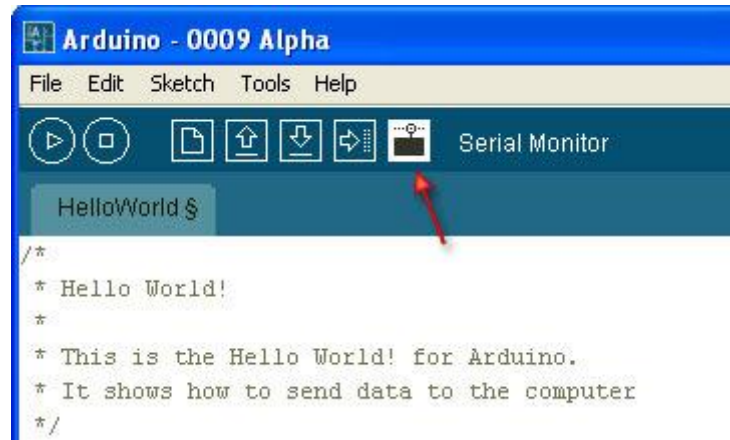 Arduino - 0009 Alpha
File Edit Sketch Tools Help
Serial Monitor
HelloWorld §
/*
* Hello World!
*
* This is the Hello World! for Arduino.
* It shows how to send data to the computer
*/